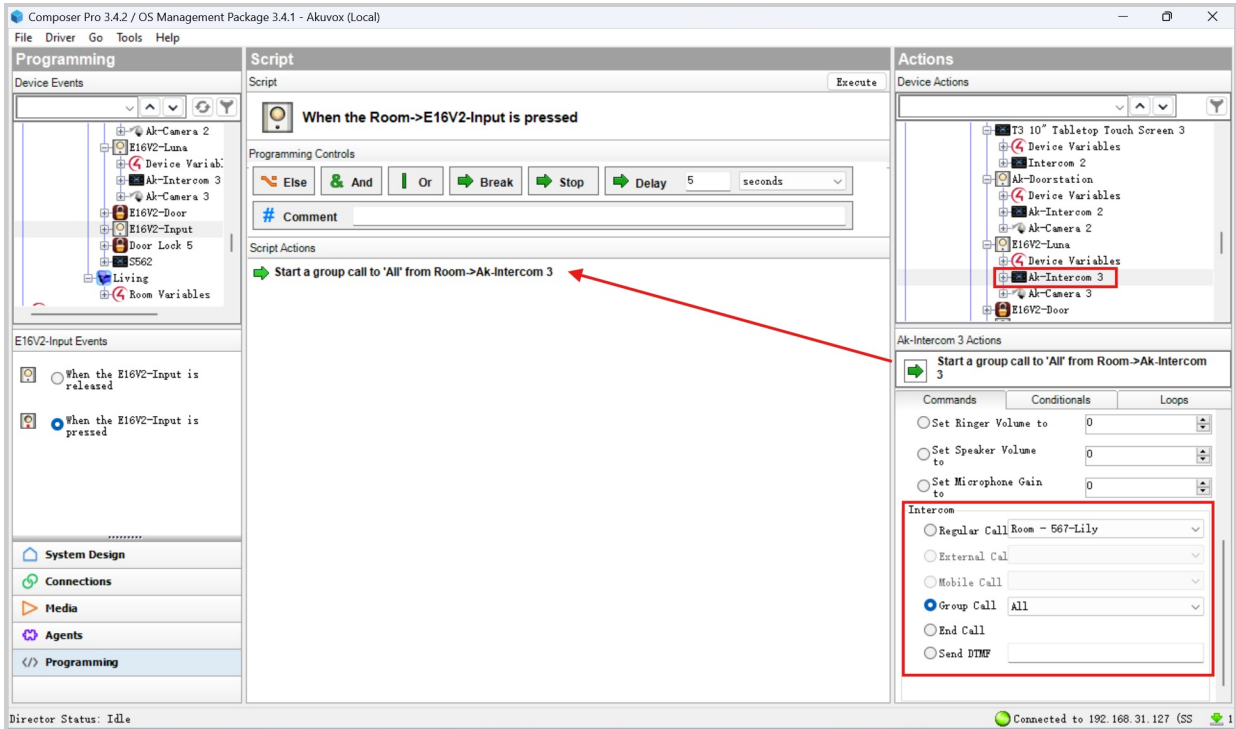 Composer Pro 3.4.2 / OS Management Package 3.4.1 - Akuvox (Local)
File Driver Go Tools Help
Programming
Device Events
Ak-Camera 2
E16V2-Luna
Device Variab
Ak-Intercom 3
Ak-Camera 3
E16V2-Door
E16V2-Input
Door Lock 5
S562
Living
Room Variables
E16V2-Input Events
When the E16V2-Input is
released
When the E16V2-Input is
pressed
System Design
Connections
Media
Agents
Programming
Script
Script
Execute
When the Room->E16V2-Input is pressed
Programming Controls
Else And Or Break Stop Delay 5 seconds
# Comment
Script Actions
Start a group call to 'All' from Room->Ak-Intercom 3
Actions
Device Actions
T3 10" Tabletop Touch Screen 3
Device Variables
Intercom 2
Ak-Doorstation
Device Variables
Ak-Intercom 2
Ak-Camera 2
E16V2-Luna
Device Variables
Ak-Intercom 3
Ak-Camera 3
E16V2-Door
Ak-Intercom 3 Actions
Start a group call to 'All' from Room->Ak-Intercom
3
Commands Conditionals Loops
Set Ringer Volume to 0
Set Speaker Volume
to 0
Set Microphone Gain
to 0
Intercom
Regular Call Room - 567-Lily
External Cal
Mobile Call
Group Call All
End Call
Send DTMF
Director Status: Idle
Connected to 192.168.31.127 (SS 1